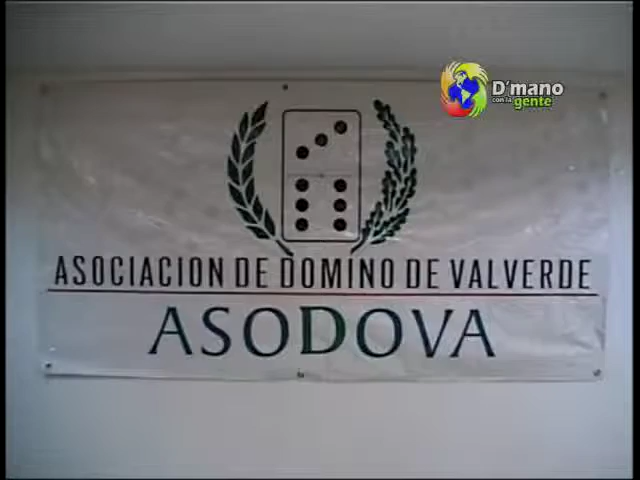 D'mano
con la gente
ASOCIACION DE DOMINO DE VALVERDE
ASODOVA